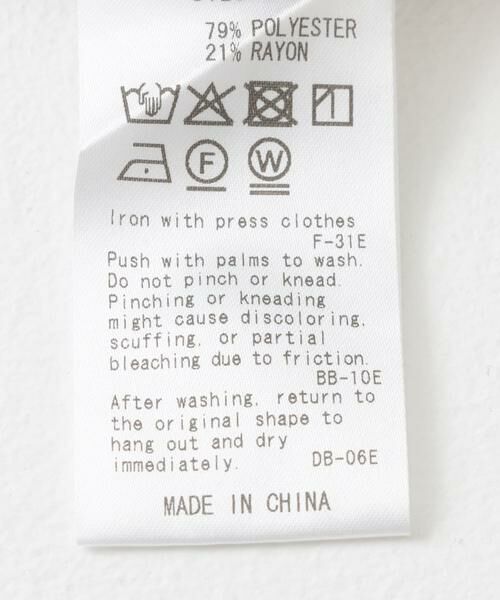 79% POLYESTER
21% RAYON
F W
Iron with press clothes
F-31E
Push with palms to wash.
Do not pinch or knead.
Pinching or kneading
might cause discoloring,
scuffing, or partial
bleaching due to friction.
BB-10E
After washing, return to
the original shape to
hang out and dry
immediately. DB-06E
MADE IN CHINA